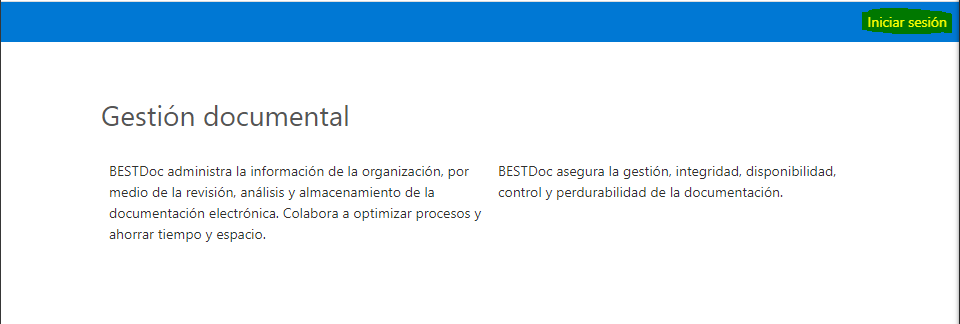 Iniciar sesión
Gestión documental
BESTDoc administra la información de la organización, por
medio de la revisión, análisis y almacenamiento de la
documentación electrónica. Colabora a optimizar procesos y
ahorrar tiempo y espacio.
BESTDoc asegura la gestión, integridad, disponibilidad,
control y perdurabilidad de la documentación.